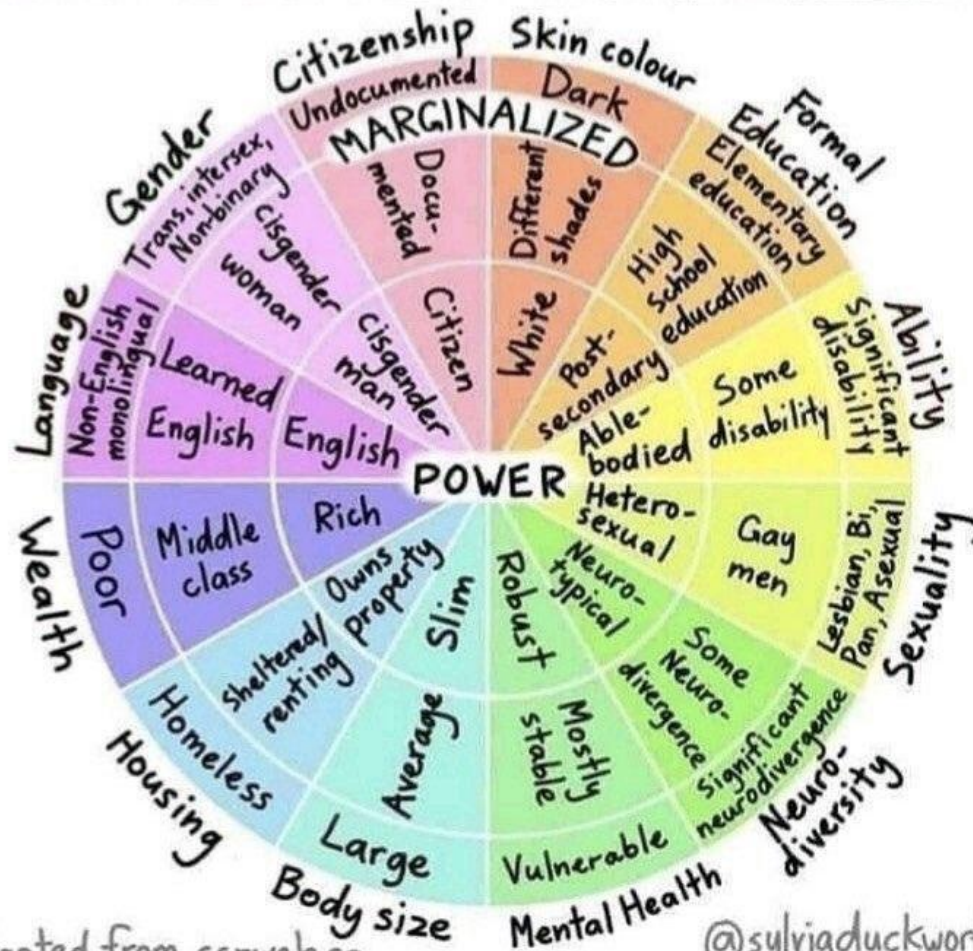 Citizenship
Undocumented
Docu-
mented
Citizen
Skin colour
Dark
Different
shades
White
Formal
Education
Elementary
education
High
School
education
Post-
secondary
Ability
Significant
disability
Some
disability
Able-
bodied
Sexuality
Lesbian, Bi,
Pan, Asexual
Gay
men
Hetero-
sexual
Neuro-
diversity
Significant
neurodivergence
Some
Neuro-
divergence
Neuro-
typical
Mental Health
Vulnerable
Mostly
stable
Robust
Body size
Large
Average
Slim
Housing
Homeless
Sheltered/
renting
Owns
property
Wealth
Poor
Middle
class
Rich
Language
Non-English
monolingual
Learned
English
English
Gender
Trans, intersex,
Non-binary
cisgender
woman
cisgender
man
MARGINALIZED
POWER
from